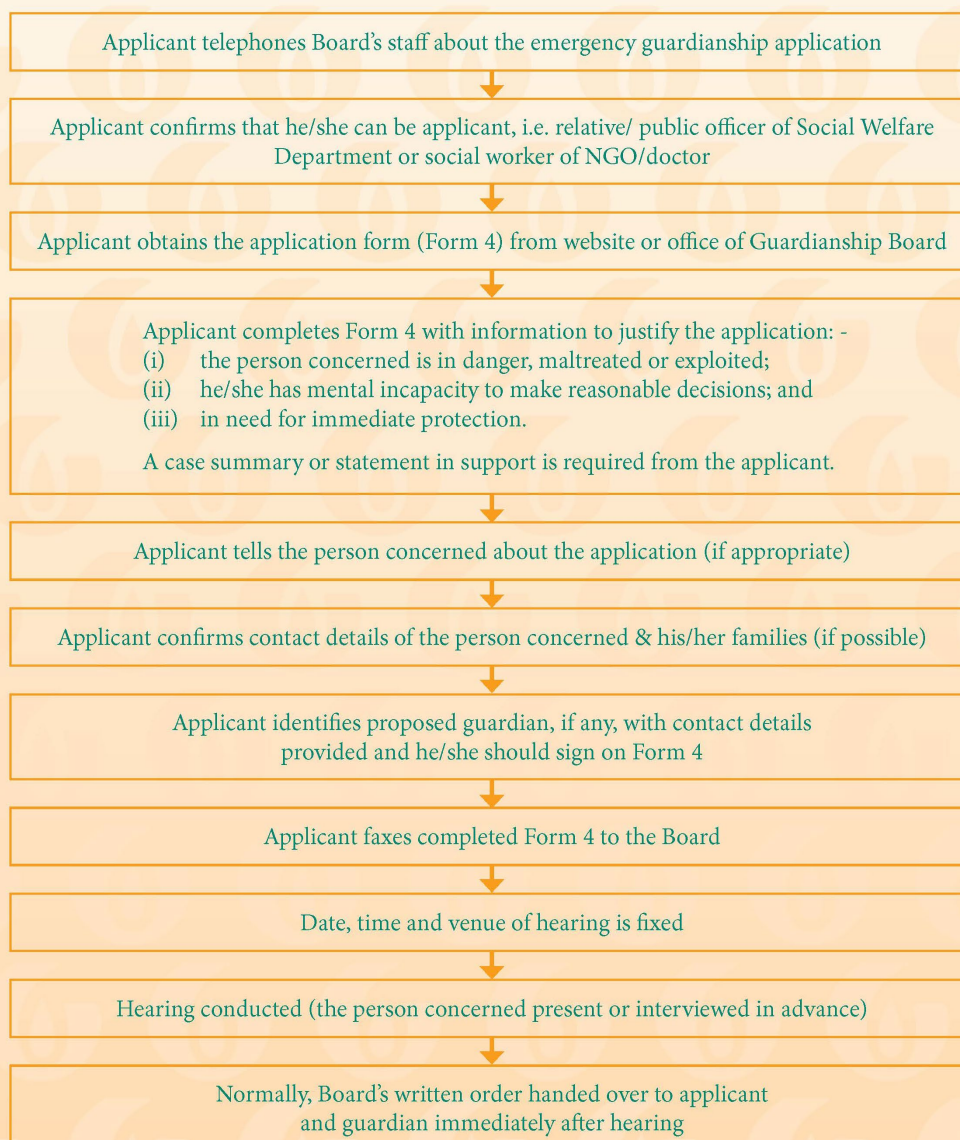 Applicant telephones Board's staff about the emergency guardianship application
Applicant confirms that he/she can be applicant, i.e. relative/ public officer of Social Welfare
Department or social worker of NGO/doctor
Applicant obtains the application form (Form 4) from website or office of Guardianship Board
Applicant completes Form 4 with information to justify the application: -
(i) the person concerned is in danger, maltreated or exploited;
(ii) he/she has mental incapacity to make reasonable decisions; and
(iii) in need for immediate protection.
A case summary or statement in support is required from the applicant.
Applicant tells the person concerned about the application (if appropriate)
Applicant confirms contact details of the person concerned & his/her families (if possible)
Applicant identifies proposed guardian, if any, with contact details
provided and he/she should sign on Form 4
Applicant faxes completed Form 4 to the Board
Date, time and venue of hearing is fixed
Hearing conducted (the person concerned present or interviewed in advance)
Normally, Board's written order handed over to applicant
and guardian immediately after hearing